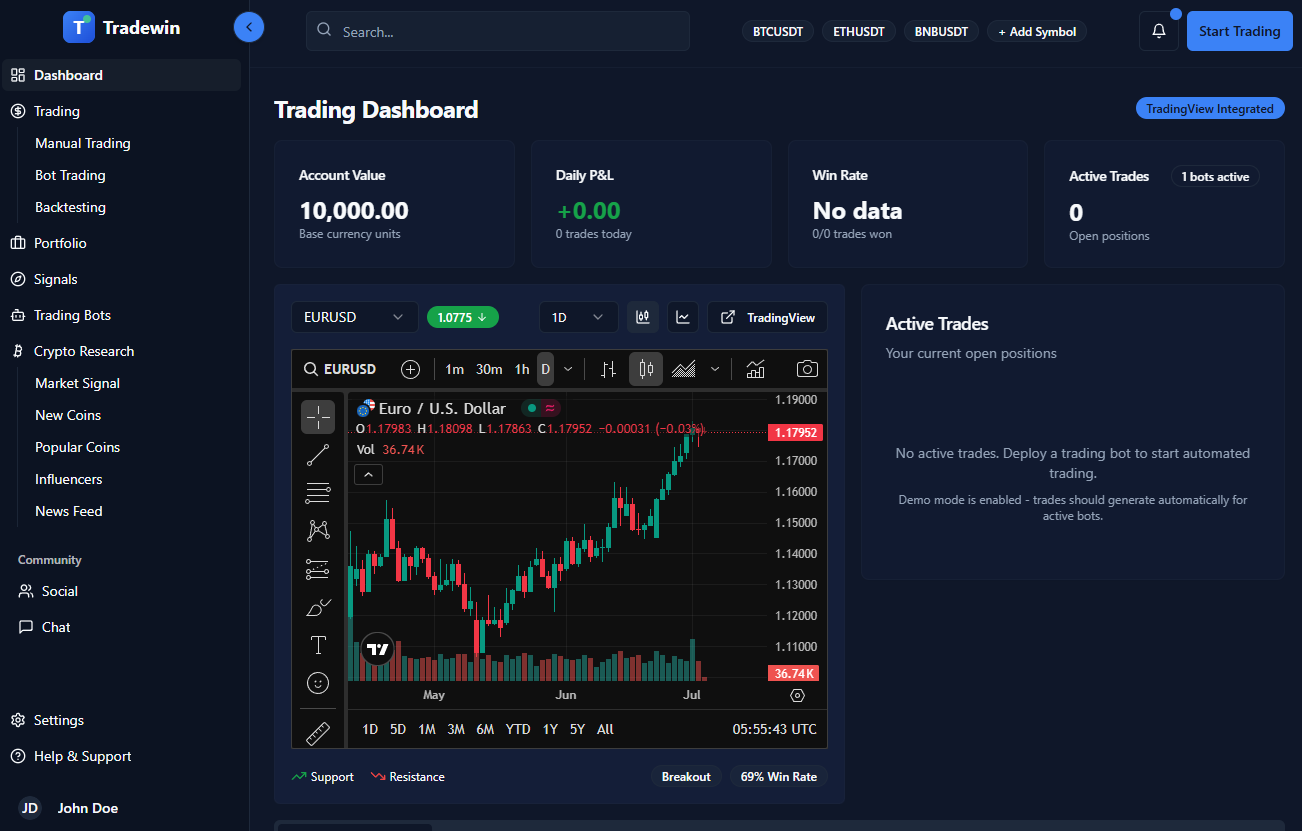 T Tradewin
Search...
BTCUSDT ETHUSDT BNBUSDT + Add Symbol
Start Trading
Dashboard
Trading
Manual Trading
Bot Trading
Backtesting
Portfolio
Signals
Trading Bots
Crypto Research
Market Signal
New Coins
Popular Coins
Influencers
News Feed
Community
Social
Chat
Settings
Help & Support
JD John Doe
Trading Dashboard
TradingView Integrated
Account Value
10,000.00
Base currency units
Daily P&L
+0.00
0 trades today
Win Rate
No data
0/0 trades won
Active Trades 1 bots active
0
Open positions
EURUSD 1.0775 ↓ 1D TradingView
EURUSD 1m 30m 1h D
Euro / U.S. Dollar
O1.17983 H1.18098 L1.17863 C1.17952 −0.00031 (−0.03%)
Vol 36.74K
1.19000
1.17952
1.17000
1.16000
1.15000
1.14000
1.13000
1.12000
1.11000
36.74K
May Jun Jul
1D 5D 1M 3M 6M YTD 1Y 5Y All 05:55:43 UTC
Support Resistance Breakout 69% Win Rate
Active Trades
Your current open positions
No active trades. Deploy a trading bot to start automated
trading.
Demo mode is enabled - trades should generate automatically for
active bots.